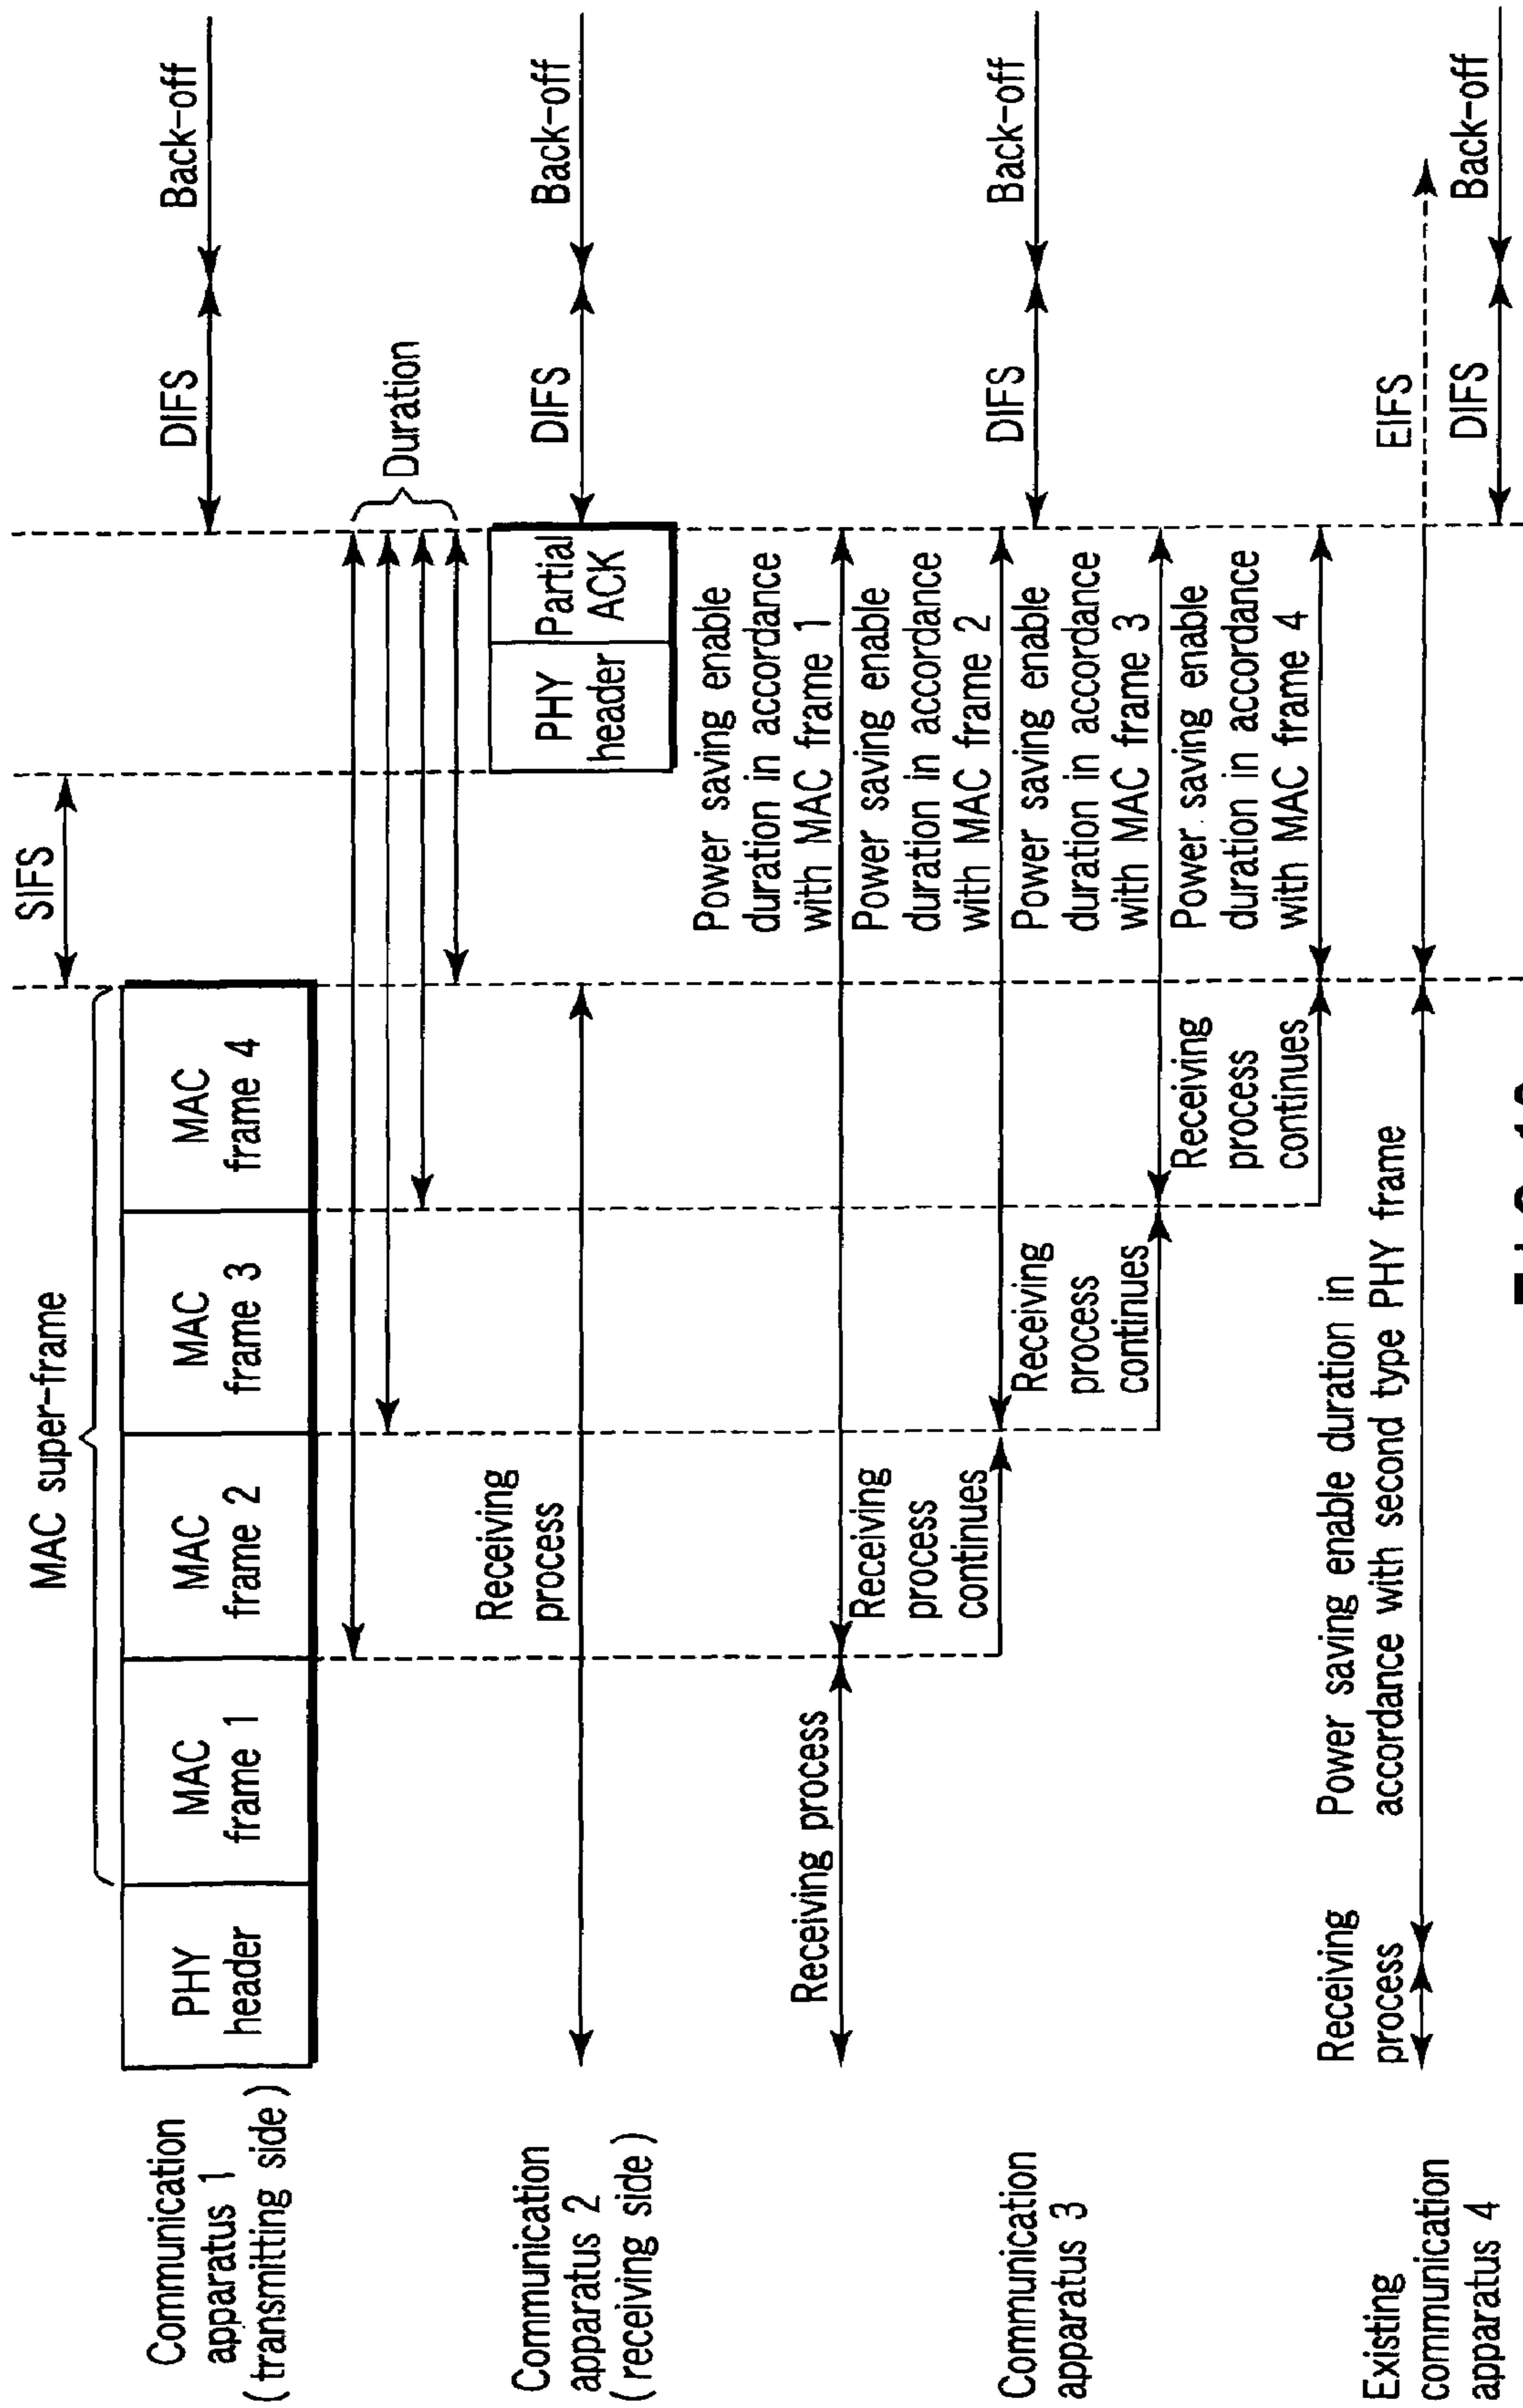 SIFS
MAC super-frame
PHY
header
MAC
frame 1
MAC
frame 2
MAC
frame 3
MAC
frame 4
Communication
apparatus 1
(transmitting side)
DIFS
Back-off
Duration
Communication
apparatus 2
(receiving side)
Receiving
process
PHY
header
Partial
ACK
DIFS
Back-off
Communication
apparatus 3
Receiving process
Power saving enable
duration in accordance
with MAC frame 1
Receiving
process
continues
Power saving enable
duration in accordance
with MAC frame 2
Receiving
process
continues
Power saving enable
duration in accordance
with MAC frame 3
Receiving
process
continues
Power saving enable
duration in accordance
with MAC frame 4
DIFS
Back-off
Existing
communication
apparatus 4
Receiving
process
Power saving enable duration in
accordance with second type PHY frame
EIFS
DIFS
Back-off